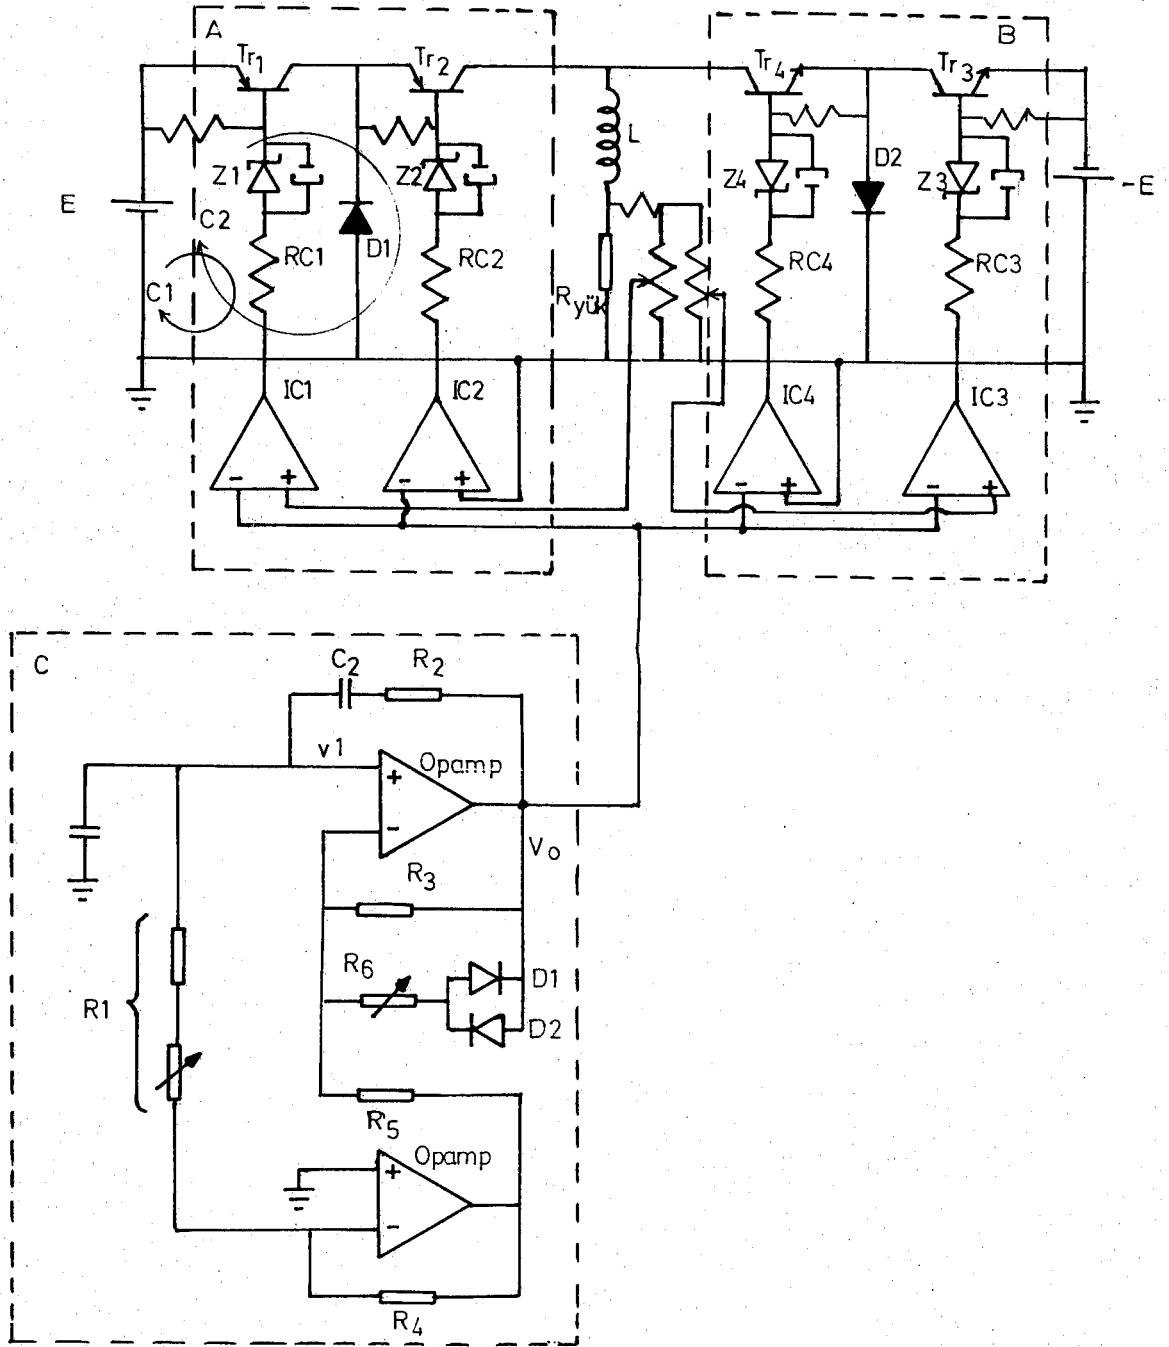 A
B
Tr1
Tr2
Tr4
Tr3
L
E
Z1
Z2
Z4
D2
Z3
-E
C2
D1
RC1
RC2
Ryük
RC4
RC3
C1
IC1
IC2
IC4
IC3
- +
- +
- +
- +
C
C2
R2
v1
Opamp
+
-
Vo
R3
R6
D1
R1
D2
R5
Opamp
+
-
R4